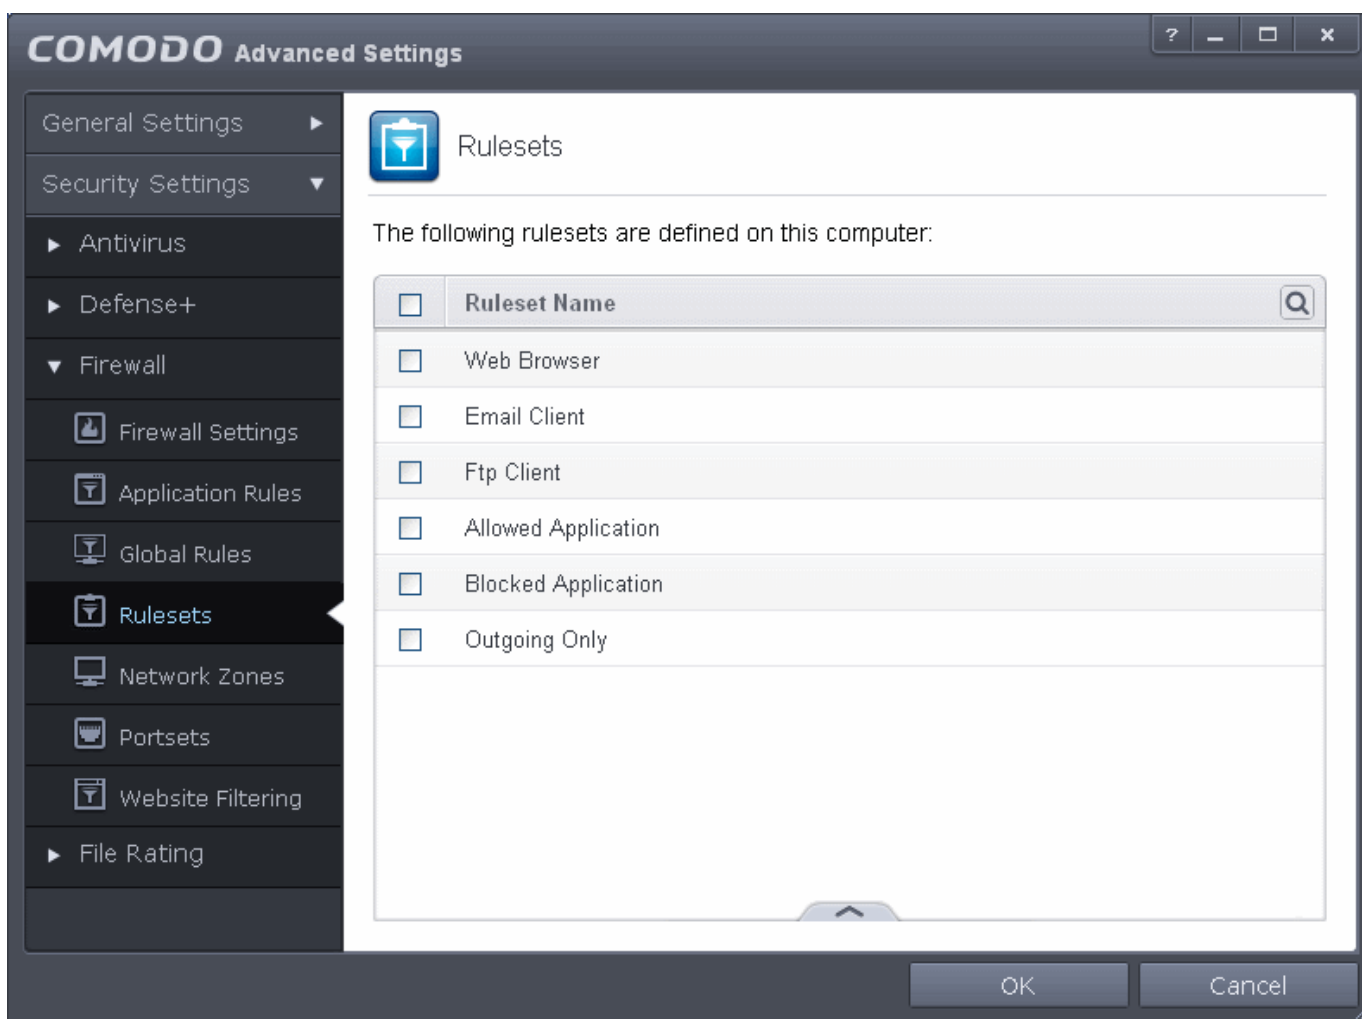 COMODO Advanced Settings
?
General Settings
Security Settings
Antivirus
Defense+
Firewall
Firewall Settings
Application Rules
Global Rules
Rulesets
Network Zones
Portsets
Website Filtering
File Rating
Rulesets
The following rulesets are defined on this computer:
Ruleset Name
Web Browser
Email Client
Ftp Client
Allowed Application
Blocked Application
Outgoing Only
OK
Cancel